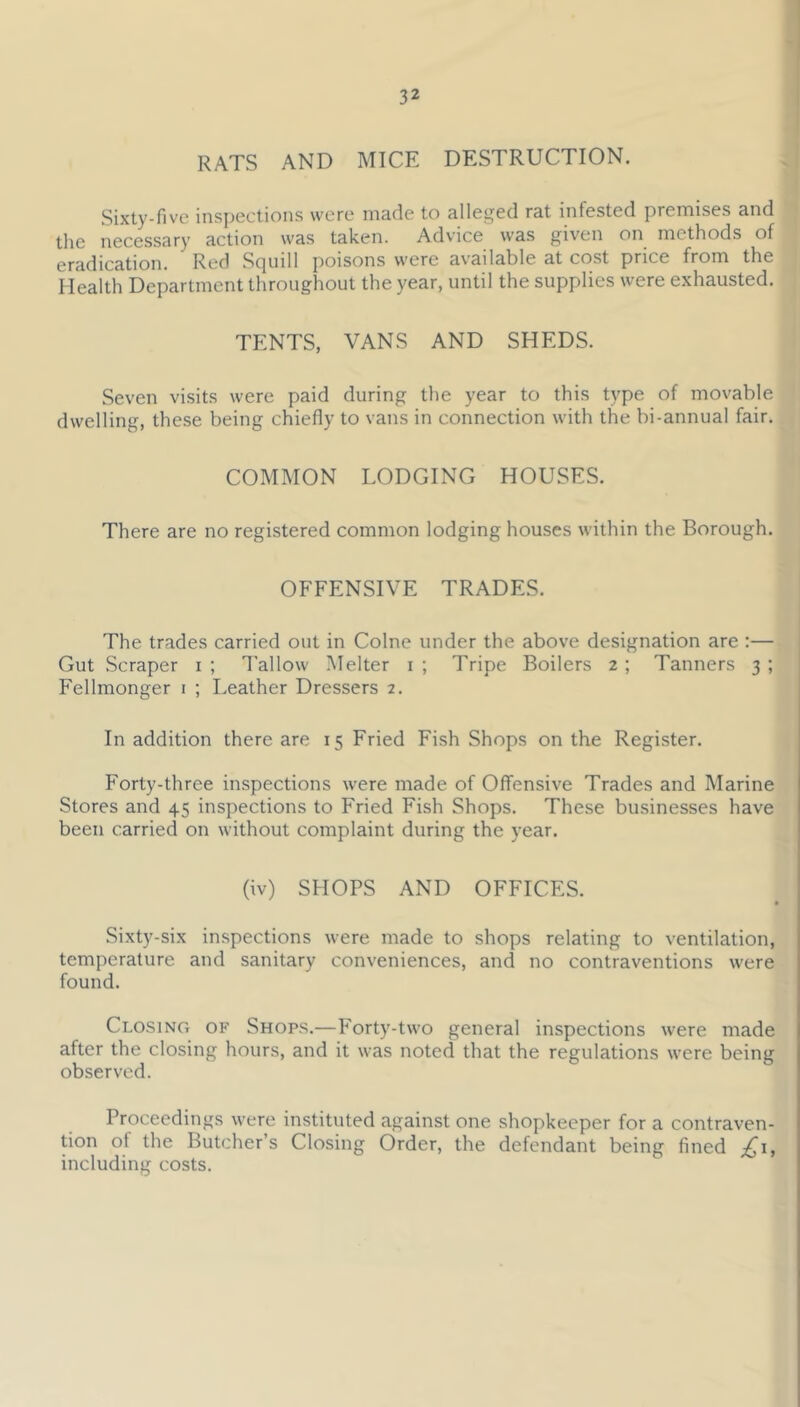 32
RATS AND MICE DESTRUCTION.
Sixty-five inspections were made to alleged rat infested premises and
the necessary action was taken. Advice was given on methods of
eradication. Red Squill poisons were available at cost price from the
Health Department throughout the year, until the supplies were exhausted.
TENTS, VANS AND SHEDS.
Seven visits were paid during the year to this type of movable
dwelling, these being chiefly to vans in connection with the bi-annual fair.
COMMON LODGING HOUSES.
There are no registered common lodging houses within the Borough.
OFFENSIVE TRADES.
The trades carried out in Colne under the above designation are :—
Gut Scraper 1 ; Tallow Melter 1 ; Tripe Boilers 2 ; Tanners 3 ;
Fellmonger 1 ; Leather Dressers 2.
In addition there are 15 Fried Fish Shops on the Register.
Forty-three inspections were made of Offensive Trades and Marine
Stores and 45 inspections to Fried Fish Shops. These businesses have
been carried on without complaint during the year.
(iv) SHOPS AND OFFICES.
Sixty-six inspections were made to shops relating to ventilation,
temperature and sanitary conveniences, and no contraventions were
found.
CLOSING OF SHOPS.—Forty-two general inspections were made
after the closing hours, and it was noted that the regulations were being
observed.
Proceedings were instituted against one shopkeeper for a contraven-
tion of the Butcher's Closing Order, the defendant being fined £1,
including costs.